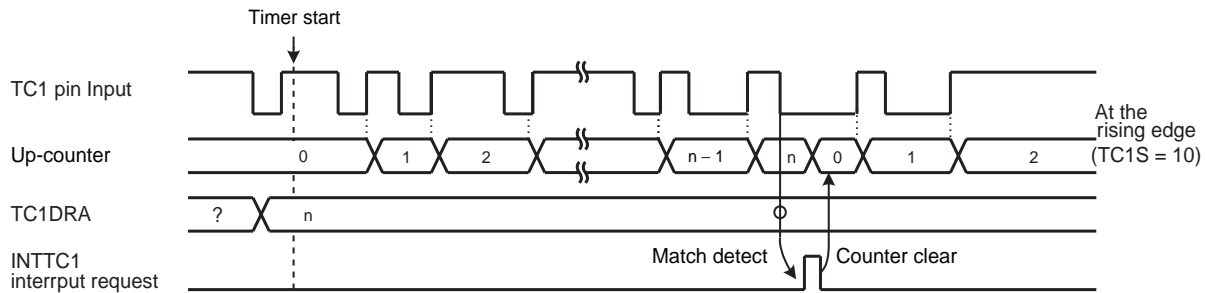 Timer start
TC1 pin Input
Up-counter
0
1
2
n – 1
n
0
1
2
At the
rising edge
(TC1S = 10)
TC1DRA
?
n
INTTC1
interrput request
Match detect
Counter clear